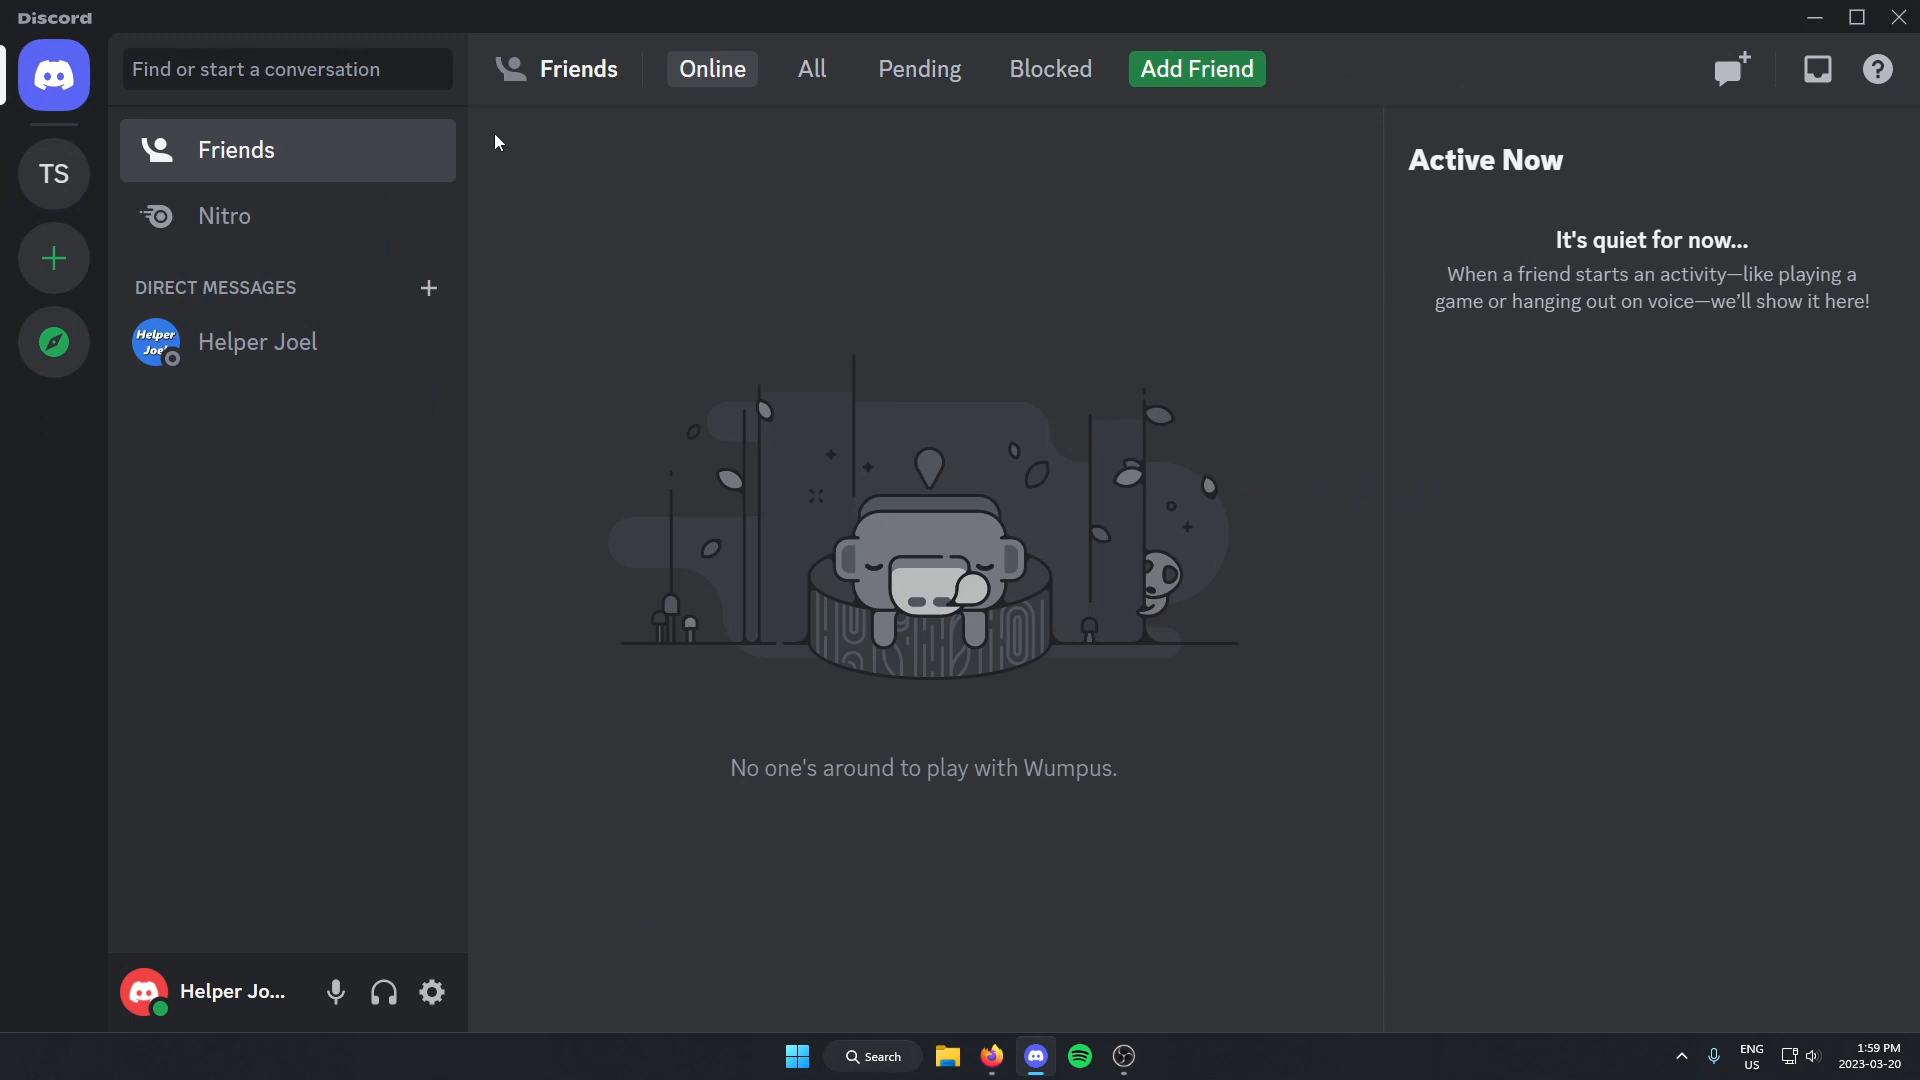 Discord
Find or start a conversation
Friends
Online
All
Pending
Blocked
Add Friend
TS
Friends
Nitro
DIRECT MESSAGES
Helper Joel
Helper Joel
Active Now
It's quiet for now...
When a friend starts an activity—like playing a
game or hanging out on voice—we'll show it here!
No one's around to play with Wumpus.
Helper Jo...
Search
ENG
US
1:59 PM
2023-03-20